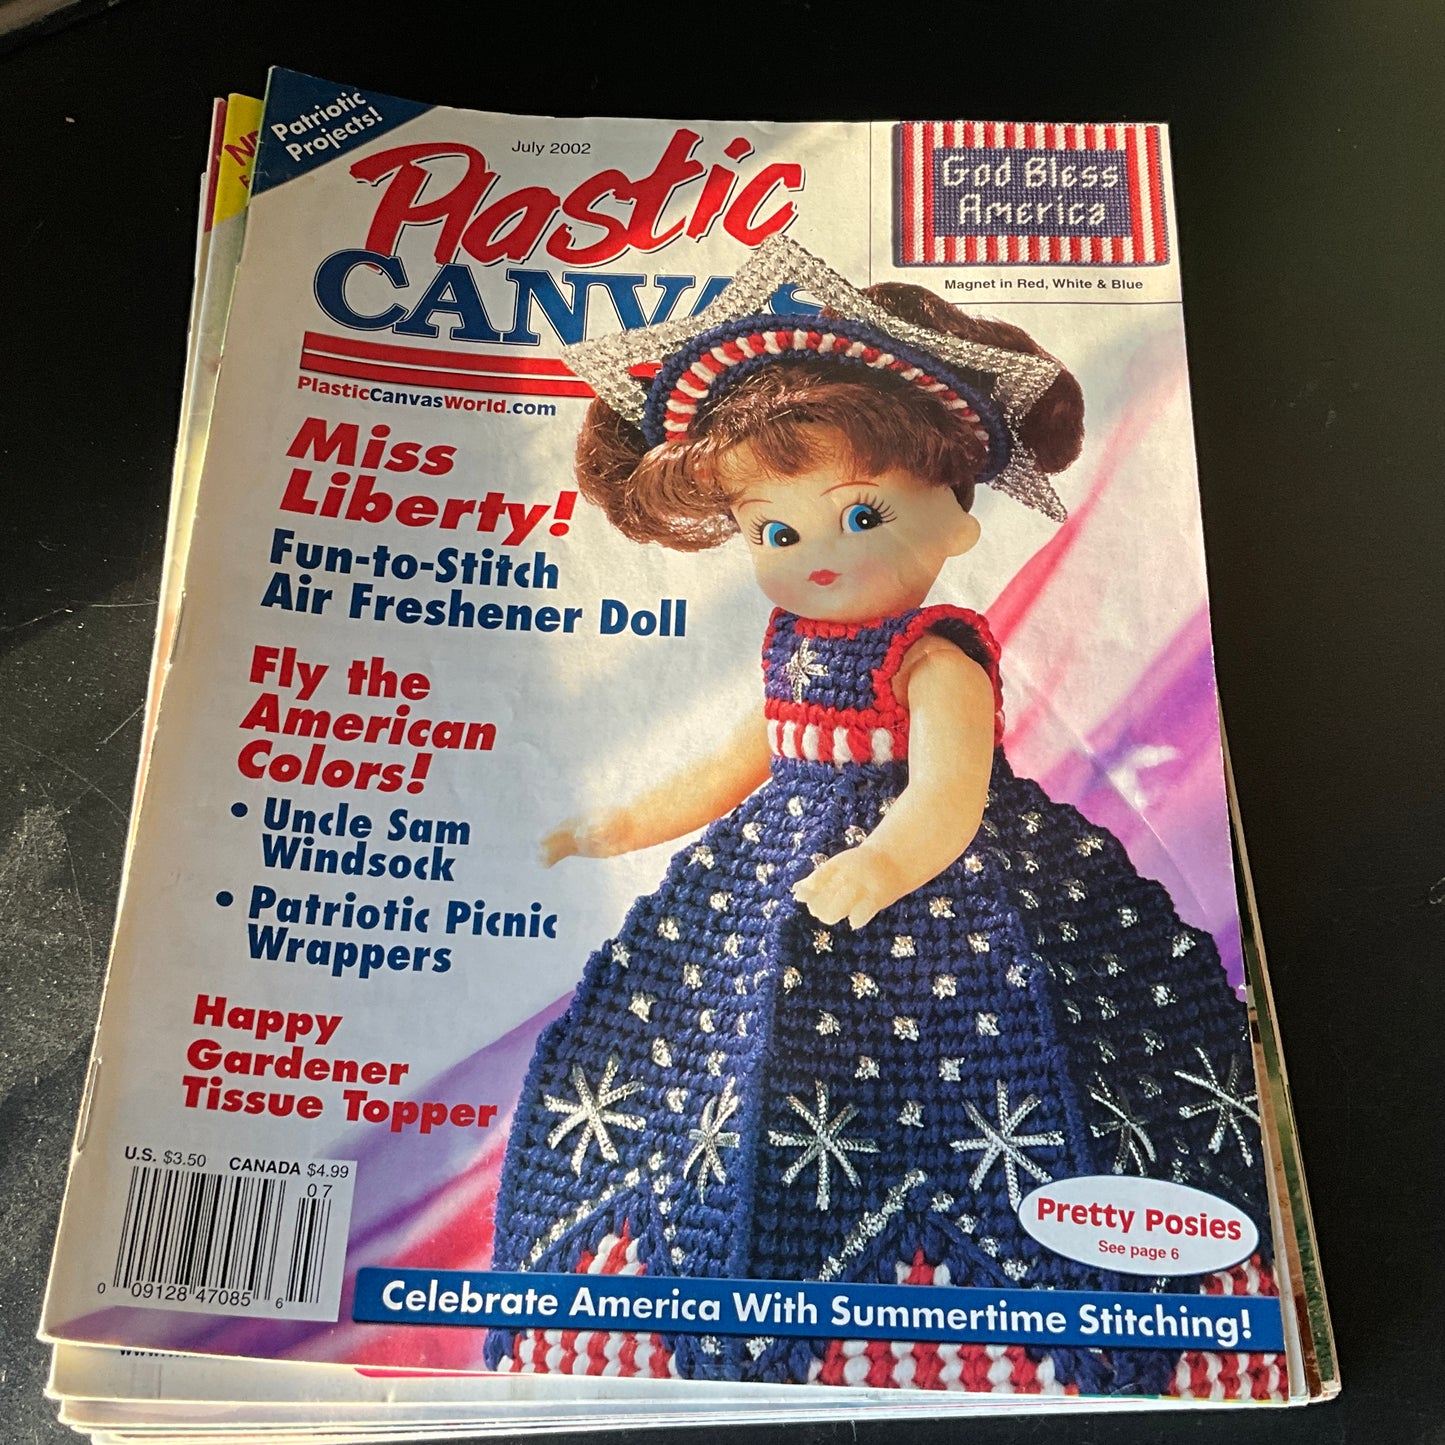 Patriotic
Projects!
July 2002
Plastic
CANVAS
PlasticCanvasWorld.com
God Bless
America
Magnet in Red, White & Blue
Miss
Liberty!
Fun-to-Stitch
Air Freshener Doll
Fly the
American
Colors!
• Uncle Sam
Windsock
• Patriotic Picnic
Wrappers
Happy
Gardener
Tissue Topper
U.S. $3.50 CANADA $4.99
07
0 09128 47085 6
Pretty Posies
See page 6
Celebrate America With Summertime Stitching!